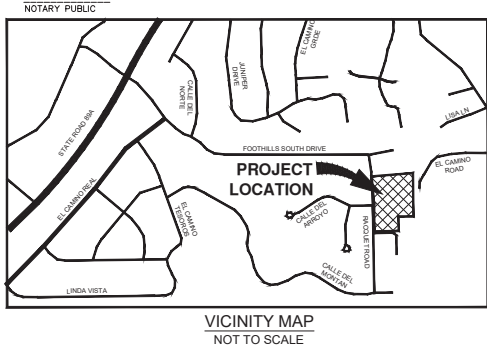 NOTARY PUBLIC
EL CAMINO
GRDE
JUNIPER
DRIVE
CALLE DEL
NORTE
STATE ROAD 89A
LISA LN
FOOTHILLS SOUTH DRIVE
EL CAMINO
ROAD
PROJECT
LOCATION
EL CAMINO REAL
EL CAMINO
TESOROS
CALLE DEL
ARROYO
RACQUET ROAD
CALLE DEL
MONTAN
LINDA VISTA
VICINITY MAP
NOT TO SCALE